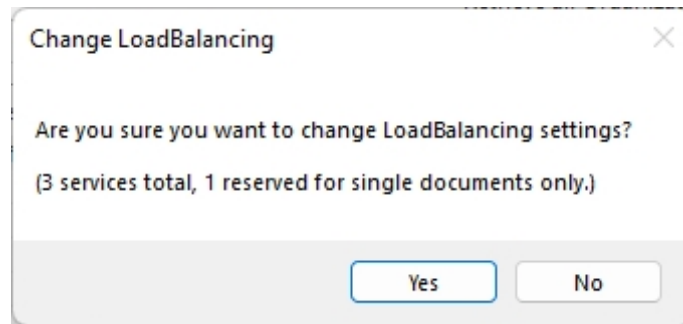 Change LoadBalancing
Are you sure you want to change LoadBalancing settings?
(3 services total, 1 reserved for single documents only.)
Yes
No